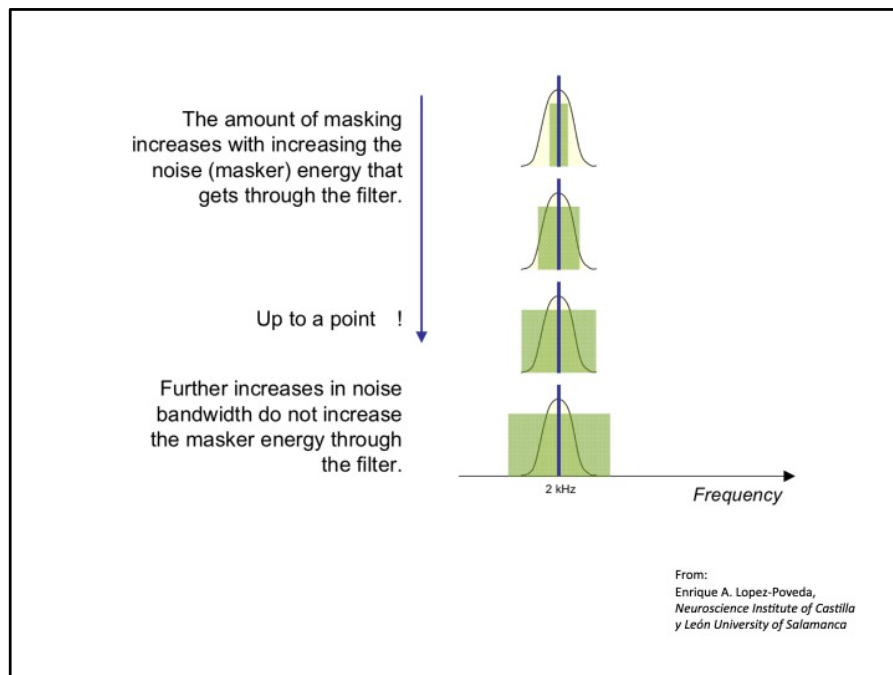 The amount of masking
increases with increasing the
noise (masker) energy that
gets through the filter.
Up to a point !
Further increases in noise
bandwidth do not increase
the masker energy through
the filter.
2 kHz
Frequency
From:
Enrique A. Lopez-Poveda,
Neuroscience Institute of Castilla
y León University of Salamanca